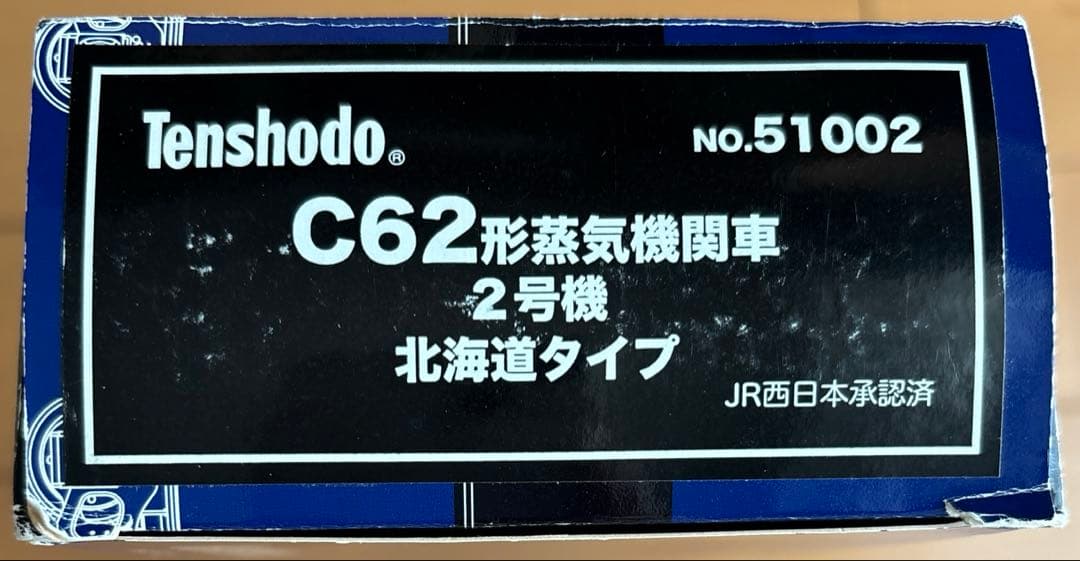 Tenshodo®
NO.51002
C62形蒸気機関車
2号機
北海道タイプ
JR西日本承認済